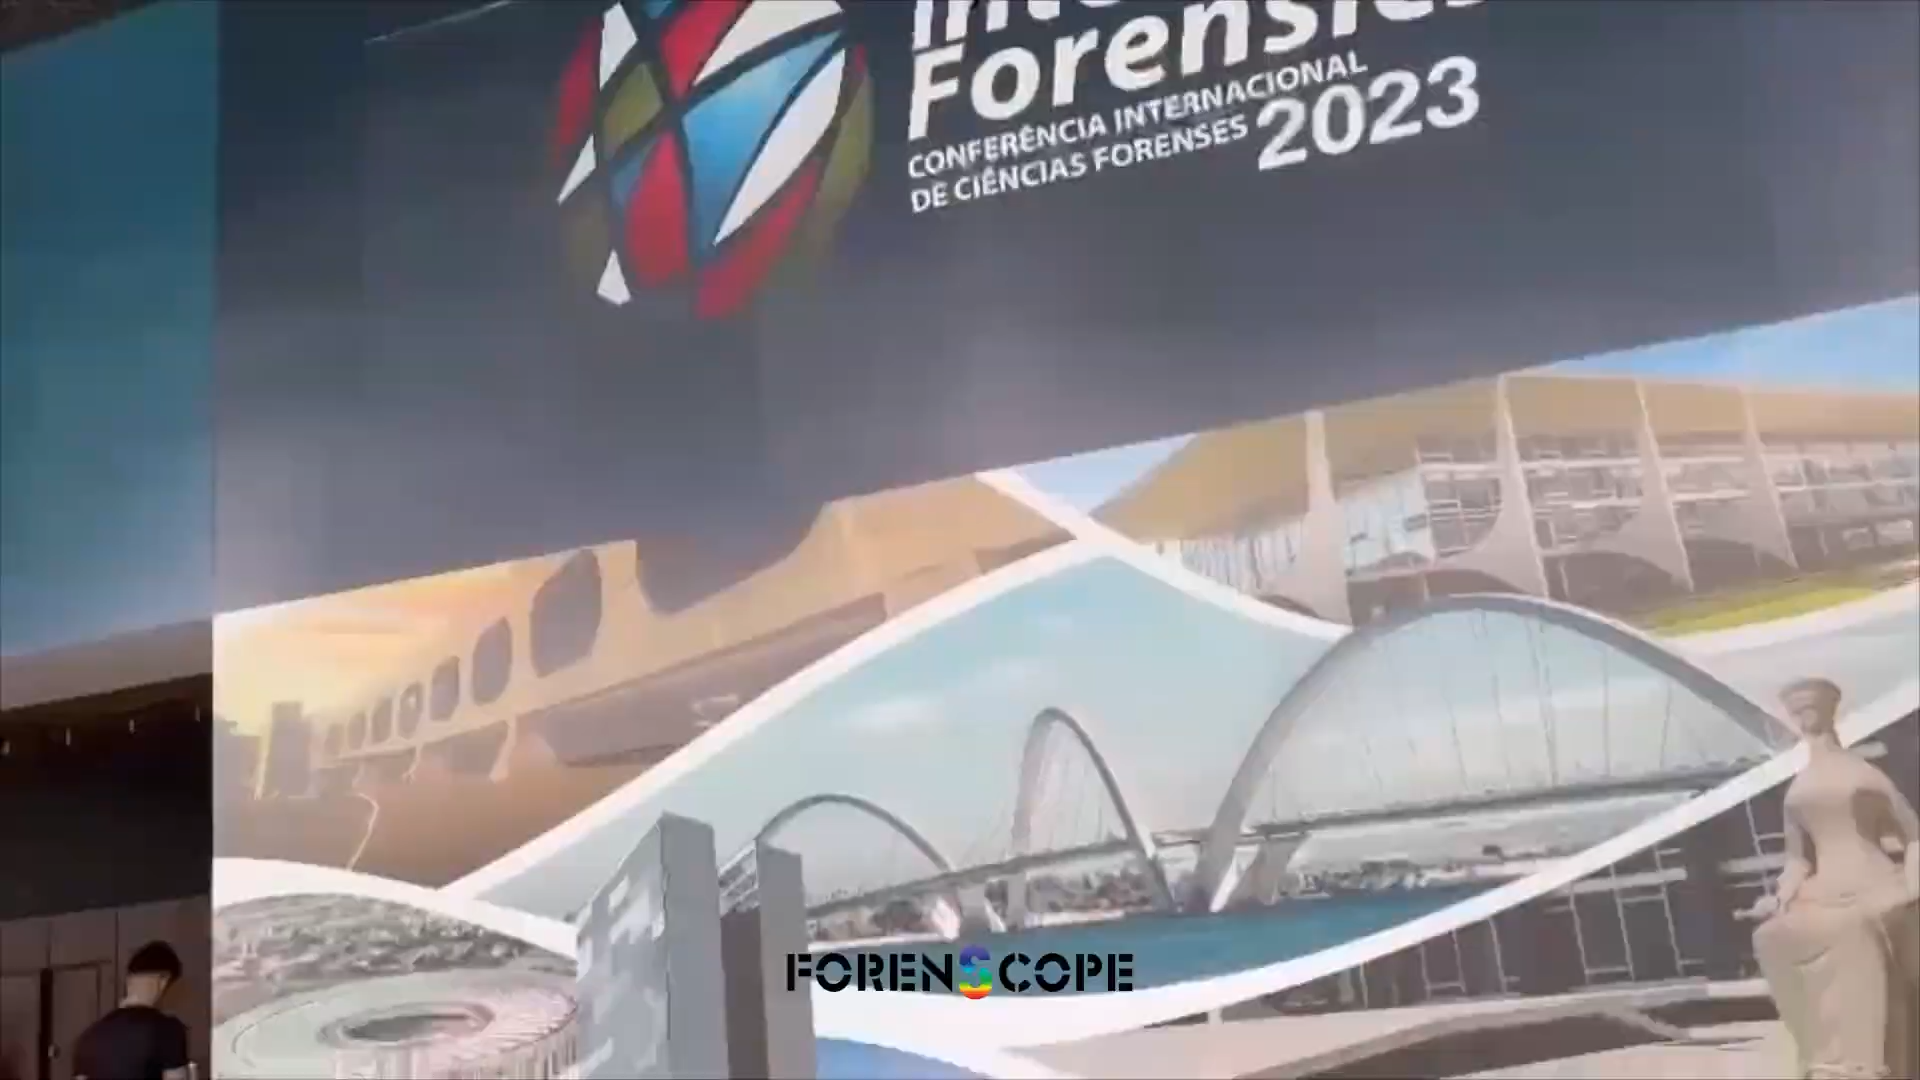 Forensics
CONFERÊNCIA INTERNACIONAL
DE CIÊNCIAS FORENSES 2023
FORENSCOPE